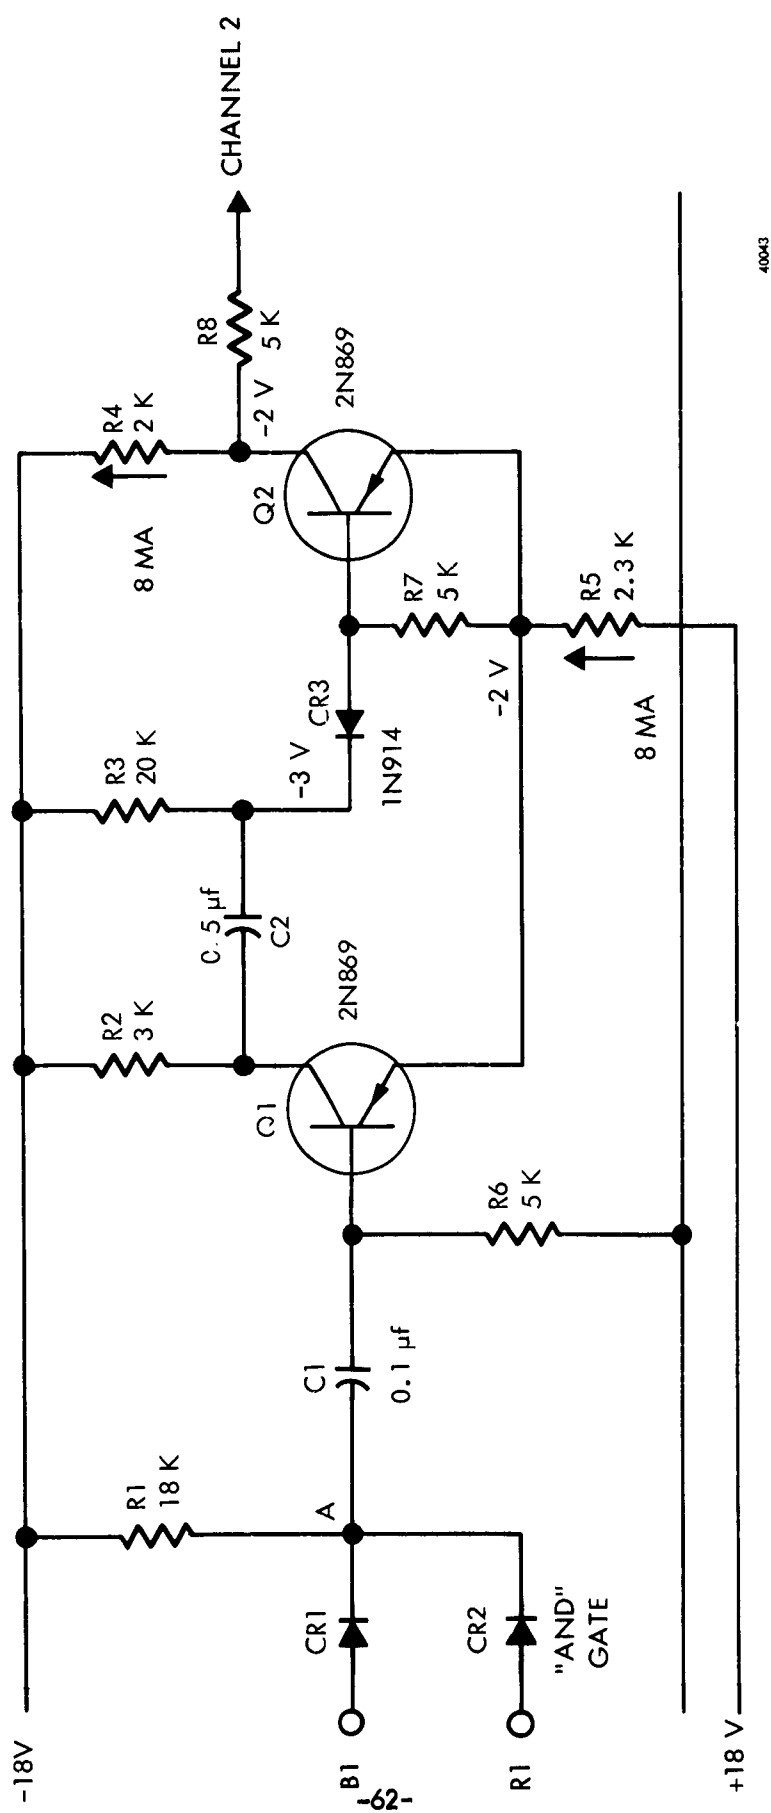 -18V
R1
18 K
R2
3 K
R3
20 K
R4
2 K
8 MA
C2
0.5 µf
-3 V
-2 V
R8
5 K
CHANNEL 2
Q1
2N869
Q2
2N869
CR3
1N914
R7
5 K
-2 V
R5
2.3 K
8 MA
A
C1
0.1 µf
R6
5 K
B1
CR1
R1
CR2
"AND"
GATE
+18 V
-62-
40043